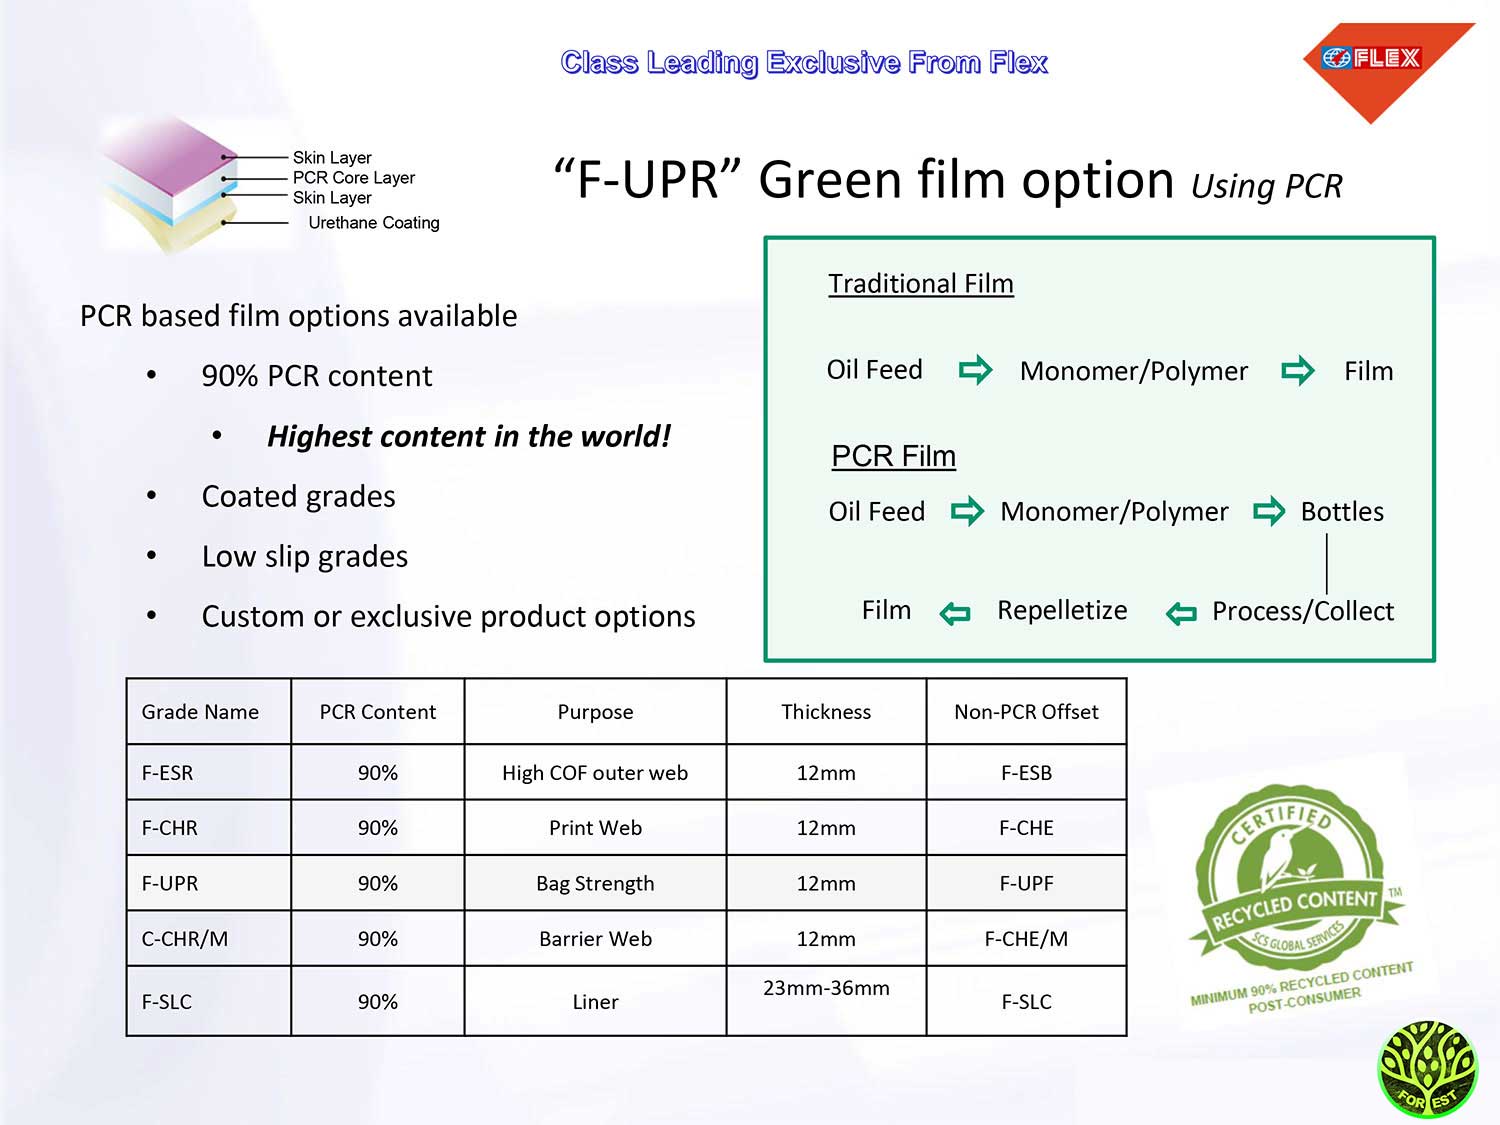 Class Leading Exclusive From Flex
FLEX
Skin Layer
PCR Core Layer
Skin Layer
Urethane Coating
“F-UPR” Green film option Using PCR
PCR based film options available
• 90% PCR content
• Highest content in the world!
• Coated grades
• Low slip grades
• Custom or exclusive product options
Traditional Film
Oil Feed Monomer/Polymer Film
PCR Film
Oil Feed Monomer/Polymer Bottles
Film Repelletize Process/Collect
Grade Name PCR Content Purpose Thickness Non-PCR Offset
F-ESR 90% High COF outer web 12mm F-ESB
F-CHR 90% Print Web 12mm F-CHE
F-UPR 90% Bag Strength 12mm F-UPF
C-CHR/M 90% Barrier Web 12mm F-CHE/M
F-SLC 90% Liner 23mm-36mm F-SLC
CERTIFIED
RECYCLED CONTENT™
SCS GLOBAL SERVICES
MINIMUM 90% RECYCLED CONTENT
POST-CONSUMER
FOREST